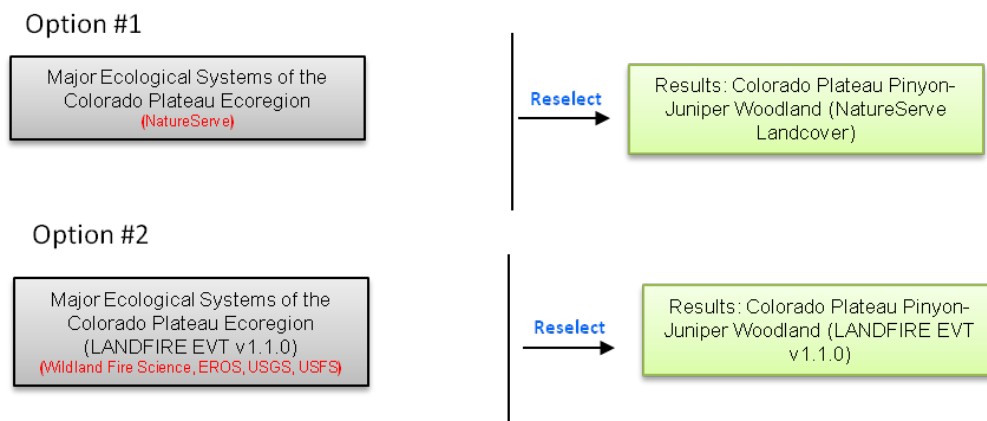 Option #1
Major Ecological Systems of the
Colorado Plateau Ecoregion
(NatureServe)
Reselect
Results: Colorado Plateau Pinyon-
Juniper Woodland (NatureServe
Landcover)
Option #2
Major Ecological Systems of the
Colorado Plateau Ecoregion
(LANDFIRE EVT v1.1.0)
(Wildland Fire Science, EROS, USGS, USFS)
Reselect
Results: Colorado Plateau Pinyon-
Juniper Woodland (LANDFIRE EVT
v1.1.0)